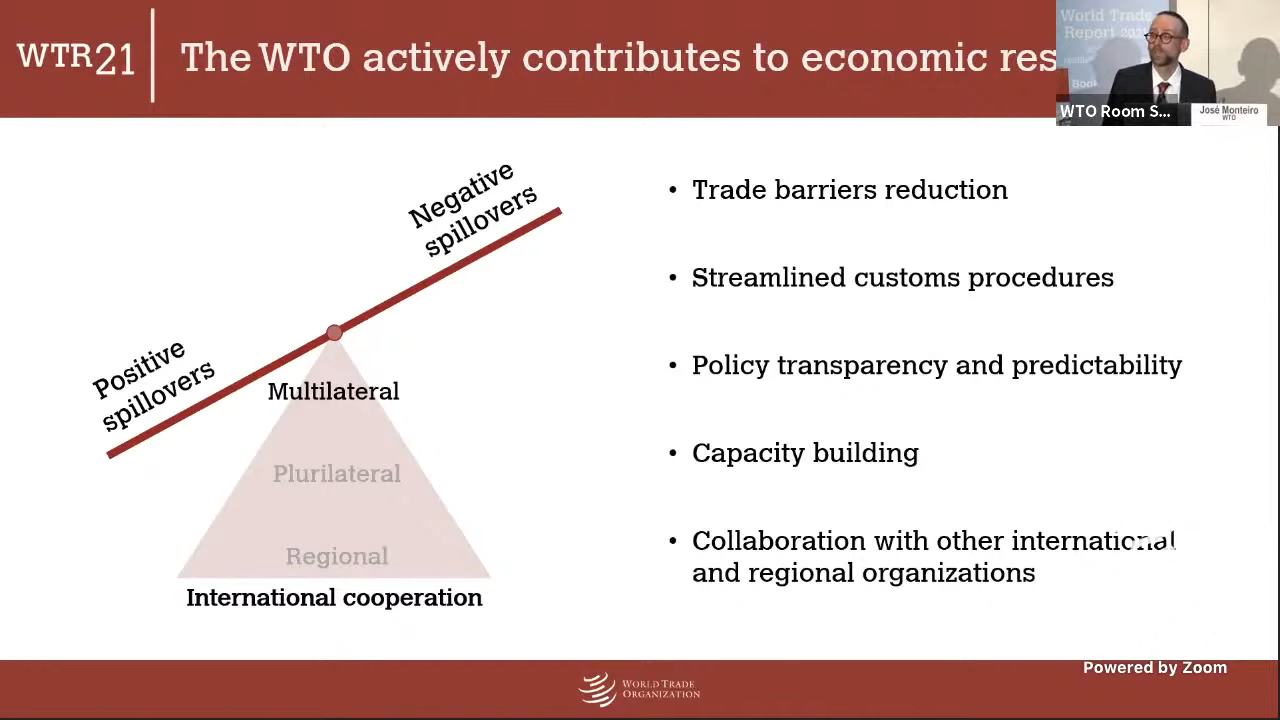 WTR21
The WTO actively contributes to economic res
World Trade
Report 202
WTO Room S...
José Monteiro
WTO
Negative
spillovers
Positive
spillovers
Multilateral
Plurilateral
Regional
International cooperation
• Trade barriers reduction
• Streamlined customs procedures
• Policy transparency and predictability
• Capacity building
• Collaboration with other international
and regional organizations
Powered by Zoom
WORLD TRADE
ORGANIZATION